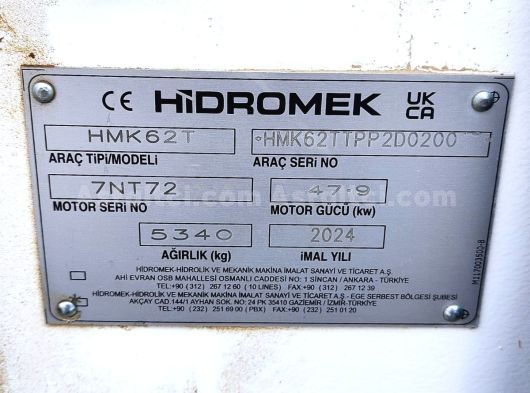 CE HİDROMEK UK CA
HMK62T °HMK62TTPP2D0200
ARAÇ TİPİ/MODELİ ARAÇ SERİ NO
7NT72 47.9
MOTOR SERİ NO MOTOR GÜCÜ (kw)
5340 2024
AĞIRLIK (kg) İMAL YILI
HİDROMEK-HİDROLİK VE MEKANİK MAKİNA İMALAT SANAYİ VE TİCARET A.Ş.
AHİ EVRAN OSB MAHALLESİ OSMANLI CADDESİ NO: 1 SİNCAN / ANKARA - TÜRKİYE
TEL:+90 (312) 267 12 60 (10 LINES) FAX:+90 (312) 267 12 39
HİDROMEK-HİDROLİK VE MEKANİK MAKİNA İMALAT SANAYİ VE TİCARET A.Ş. - EGE SERBEST BÖLGESİ ŞUBESİ
AKÇAY CAD.144/1 AYHAN SOK. NO: 24 PK 35410 GAZİEMİR / İZMİR-TÜRKİYE
TEL:+90 (232) 251 69 00 (PBX) FAX:+90 (232) 251 01 20